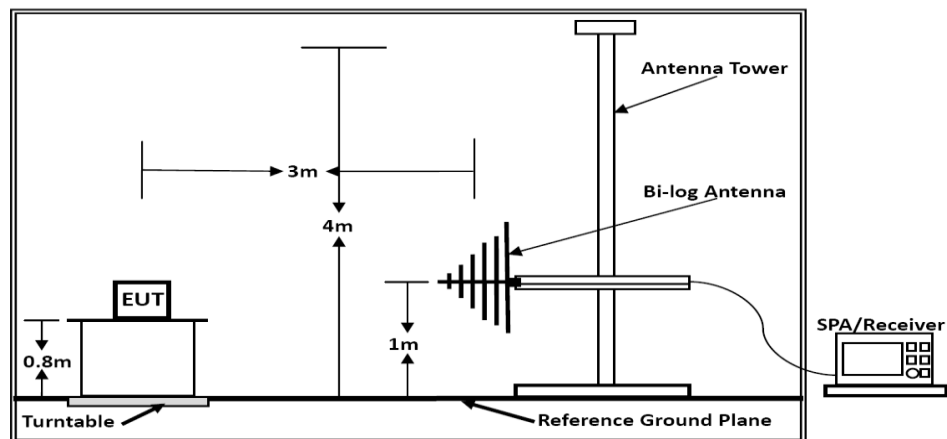 Antenna Tower
3m
Bi-log Antenna
4m
EUT
SPA/Receiver
1m
0.8m
Turntable
Reference Ground Plane